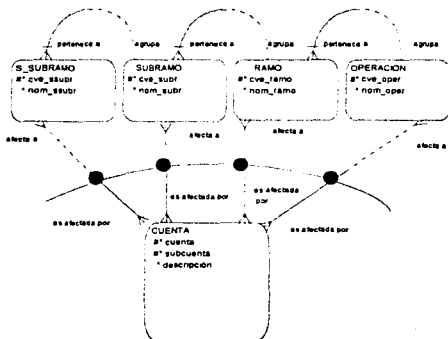 pertenece a agrupa pertenece a agrupa pertenece a agrupa
S_SUBRAMO SUBRAMO RAMO OPERACION
#* cve_ssubr #* cve_subr #* cve_ramo #* cve_oper
* nom_ssubr * nom_subr * nom_ramo * nom_oper
afecta a afecta a afecta a afecta a
es afectada por es afectada por es afectada por es afectada por
CUENTA
#* cuenta
#* subcuenta
* descripción